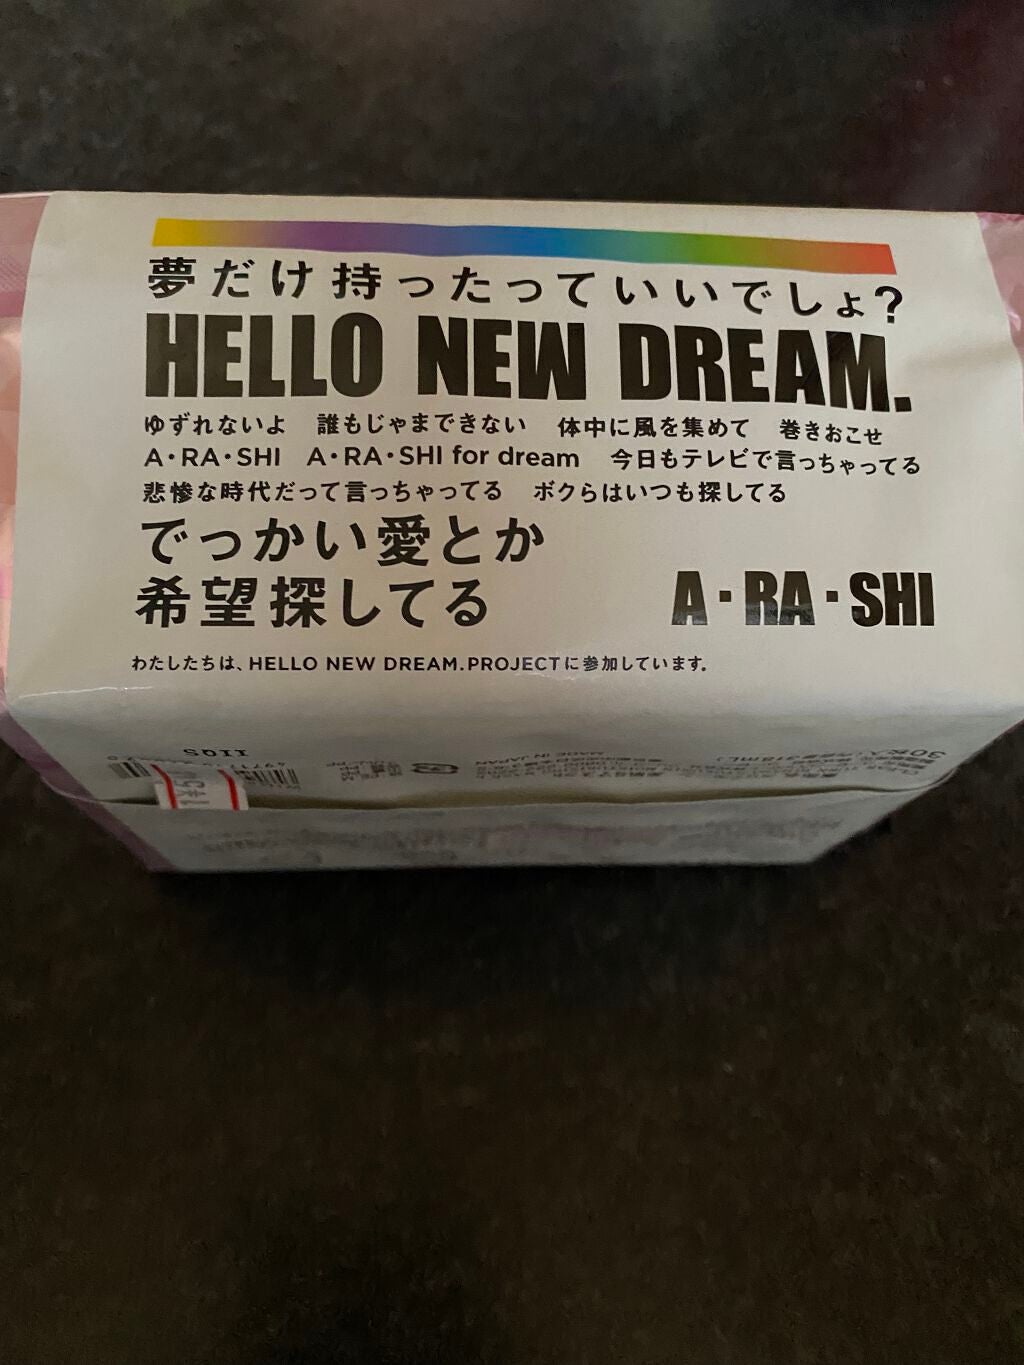 夢だけ持ったっていいでしょ?
HELLO NEW DREAM.
ゆずれないよ 誰もじゃまできない 体中に風を集めて 巻きおこせ
A・RA・SHI A・RA・SHI for dream 今日もテレビで言っちゃってる
悲惨な時代だって言っちゃってる ボクらはいつも探してる
でっかい愛とか
希望探してる
A・RA・SHI
わたしたちは、HELLO NEW DREAM.PROJECTに参加しています。
MADE IN JAPAN